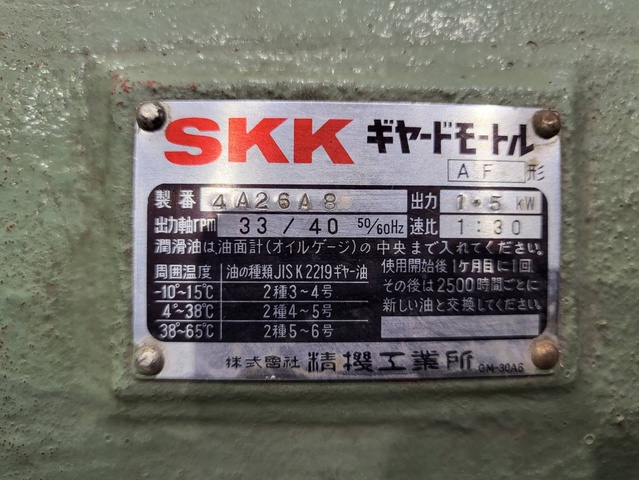 SKK ギヤードモートル
AF 形
製番 4A26A8 出力 1.5 kW
出力軸rpm 33/40 50/60Hz 速比 1:30
潤滑油は油面計(オイルゲージ)の中央まで入れてください。
周囲温度 油の種類JIS K2219ギヤー油
-10°~15℃ 2種3~4号
4°~38℃ 2種4~5号
38°~65℃ 2種5~6号
使用開始後1ケ月目に1回、
その後は2500時間ごとに
新しい油と交換してください。
株式會社 精機工業所 GM-30AS